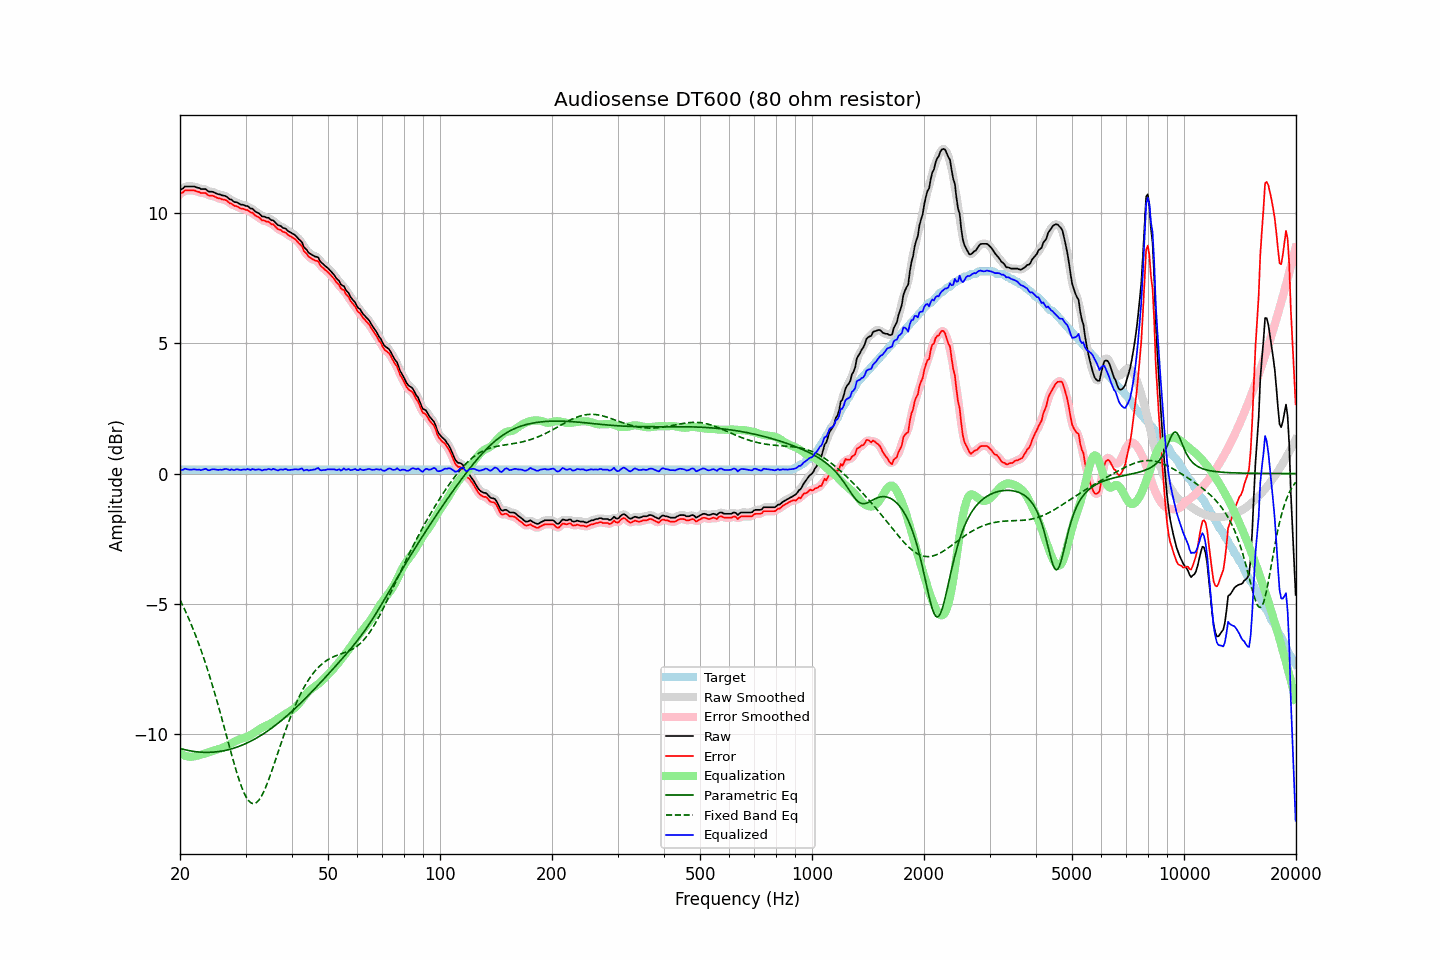 Audiosense DT600 (80 ohm resistor)
Amplitude (dBr)
10
5
0
−5
−10
20
50
100
200
500
1000
2000
5000
10000
20000
Frequency (Hz)
Target
Raw Smoothed
Error Smoothed
Raw
Error
Equalization
Parametric Eq
Fixed Band Eq
Equalized